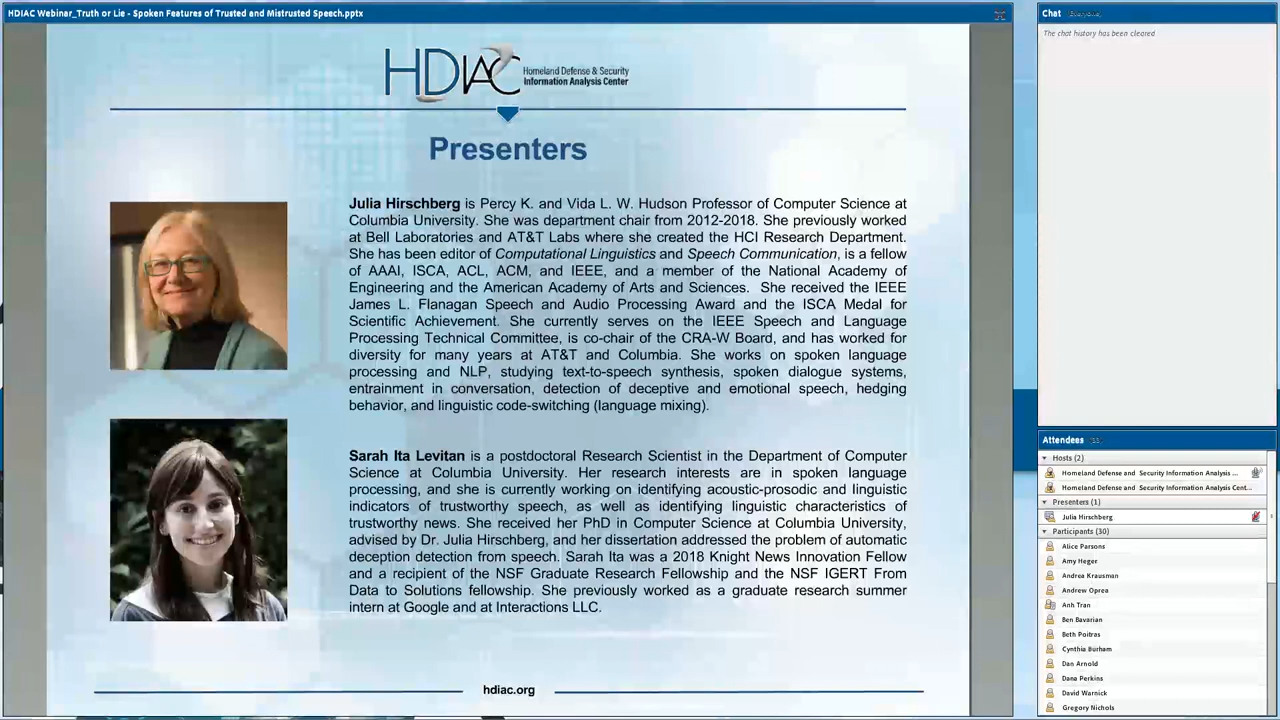 HDIAC Webinar_Truth or Lie - Spoken Features of Trusted and Mistrusted Speech.pptx
HDIAC
Homeland Defense & Security
Information Analysis Center
Presenters
Julia Hirschberg is Percy K. and Vida L. W. Hudson Professor of Computer Science at
Columbia University. She was department chair from 2012-2018. She previously worked
at Bell Laboratories and AT&T Labs where she created the HCI Research Department.
She has been editor of Computational Linguistics and Speech Communication, is a fellow
of AAAI, ISCA, ACL, ACM, and IEEE, and a member of the National Academy of
Engineering and the American Academy of Arts and Sciences. She received the IEEE
James L. Flanagan Speech and Audio Processing Award and the ISCA Medal for
Scientific Achievement. She currently serves on the IEEE Speech and Language
Processing Technical Committee, is co-chair of the CRA-W Board, and has worked for
diversity for many years at AT&T and Columbia. She works on spoken language
processing and NLP, studying text-to-speech synthesis, spoken dialogue systems,
entrainment in conversation, detection of deceptive and emotional speech, hedging
behavior, and linguistic code-switching (language mixing).
Sarah Ita Levitan is a postdoctoral Research Scientist in the Department of Computer
Science at Columbia University. Her research interests are in spoken language
processing, and she is currently working on identifying acoustic-prosodic and linguistic
indicators of trustworthy speech, as well as identifying linguistic characteristics of
trustworthy news. She received her PhD in Computer Science at Columbia University,
advised by Dr. Julia Hirschberg, and her dissertation addressed the problem of automatic
deception detection from speech. Sarah Ita was a 2018 Knight News Innovation Fellow
and a recipient of the NSF Graduate Research Fellowship and the NSF IGERT From
Data to Solutions fellowship. She previously worked as a graduate research summer
intern at Google and at Interactions LLC.
hdiac.org
Chat (Everyone)
The chat history has been cleared
Attendees (33)
Hosts (2)
Homeland Defense and Security Information Analysis ...
Homeland Defense and Security Information Analysis Cent...
Presenters (1)
Julia Hirschberg
Participants (30)
Alice Parsons
Amy Heger
Andrea Krausman
Andrew Oprea
Anh Tran
Ben Bavarian
Beth Poitras
Cynthia Burham
Dan Arnold
Dana Perkins
David Warnick
Gregory Nichols